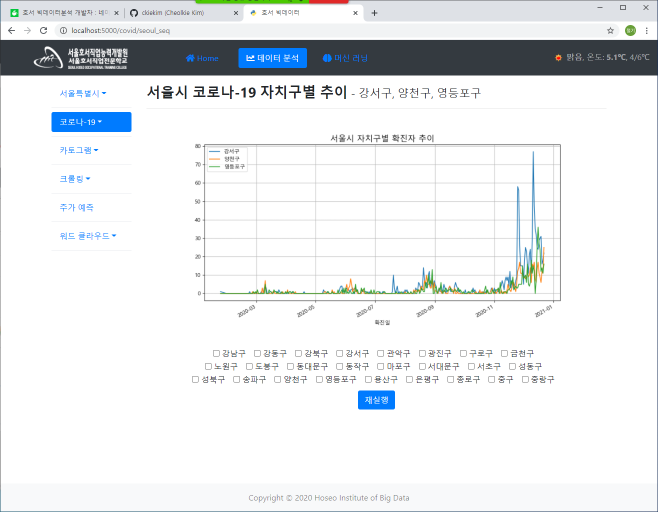 호서 빅데이터분석 개발자 : 네이
ckiekim (Cheolkie Kim)
호서 빅데이터
localhost:5000/covid/seoul_seq
서울호서직업능력개발원
서울호서직업전문학교
SEOUL HOSEO OCCUPATIONAL TRAINING COLLEGE
Home
데이터 분석
머신 러닝
맑음, 온도: 5.1℃, 4/6℃
서울특별시
코로나-19
카토그램
크롤링
주가 예측
워드 클라우드
서울시 코로나-19 자치구별 추이 - 강서구, 양천구, 영등포구
서울시 자치구별 확진자 추이
강서구
양천구
영등포구
80
70
60
50
40
30
20
10
0
2020-03
2020-05
2020-07
2020-09
2020-11
2021-01
확진일
강남구 강동구 강북구 강서구 관악구 광진구 구로구 금천구
노원구 도봉구 동대문구 동작구 마포구 서대문구 서초구 성동구
성북구 송파구 양천구 영등포구 용산구 은평구 종로구 중구 중랑구
재실행
Copyright © 2020 Hoseo Institute of Big Data